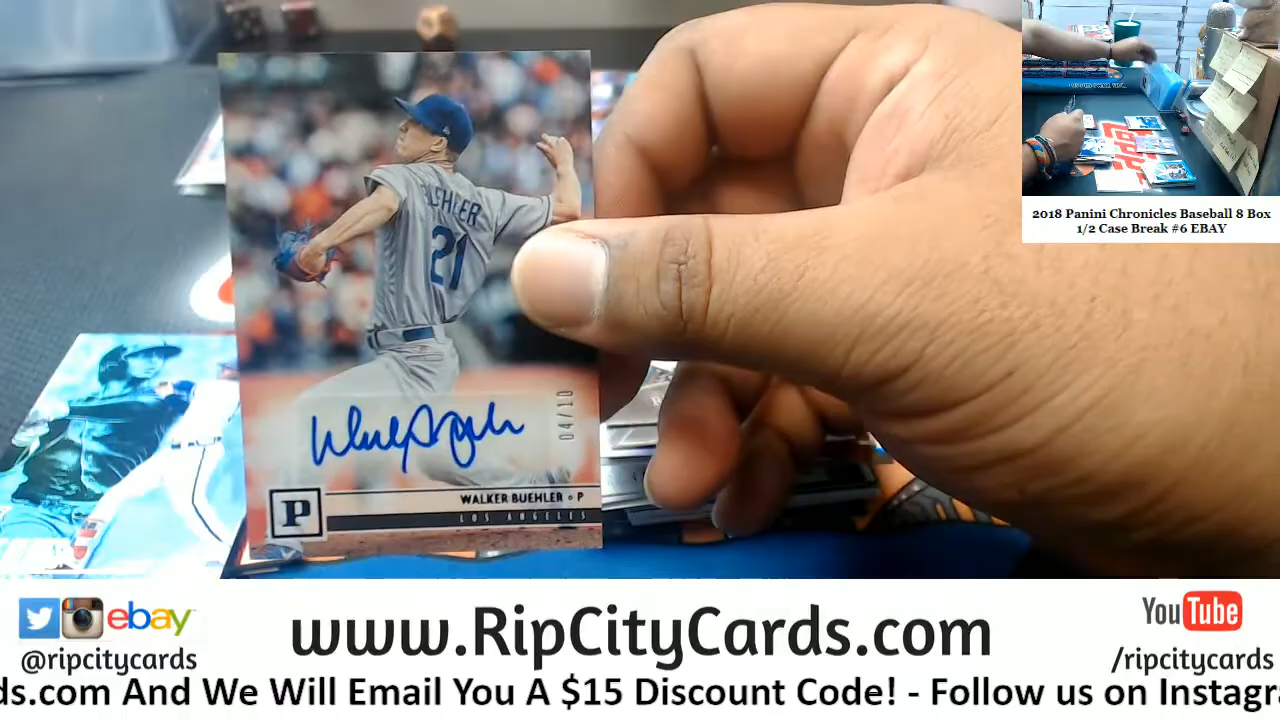 BUEHLER
21
04/10
WALKER BUEHLER · P
LOS ANGELES
P
2018 Panini Chronicles Baseball 8 Box
1/2 Case Break #6 EBAY
ebay
@ripcitycards
www.RipCityCards.com
You Tube
/ripcitycards
ds.com And We Will Email You A $15 Discount Code! - Follow us on Instagra